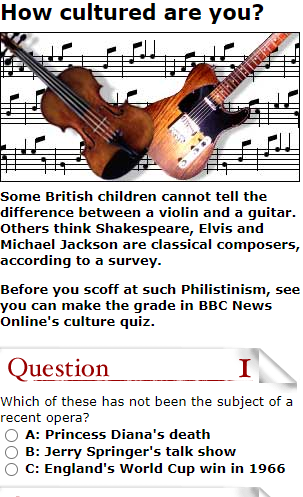 How cultured are you?
Some British children cannot tell the
difference between a violin and a guitar.
Others think Shakespeare, Elvis and
Michael Jackson are classical composers,
according to a survey.
Before you scoff at such Philistinism, see
you can make the grade in BBC News
Online's culture quiz.
Question 1
Which of these has not been the subject of a
recent opera?
A: Princess Diana's death
B: Jerry Springer's talk show
C: England's World Cup win in 1966